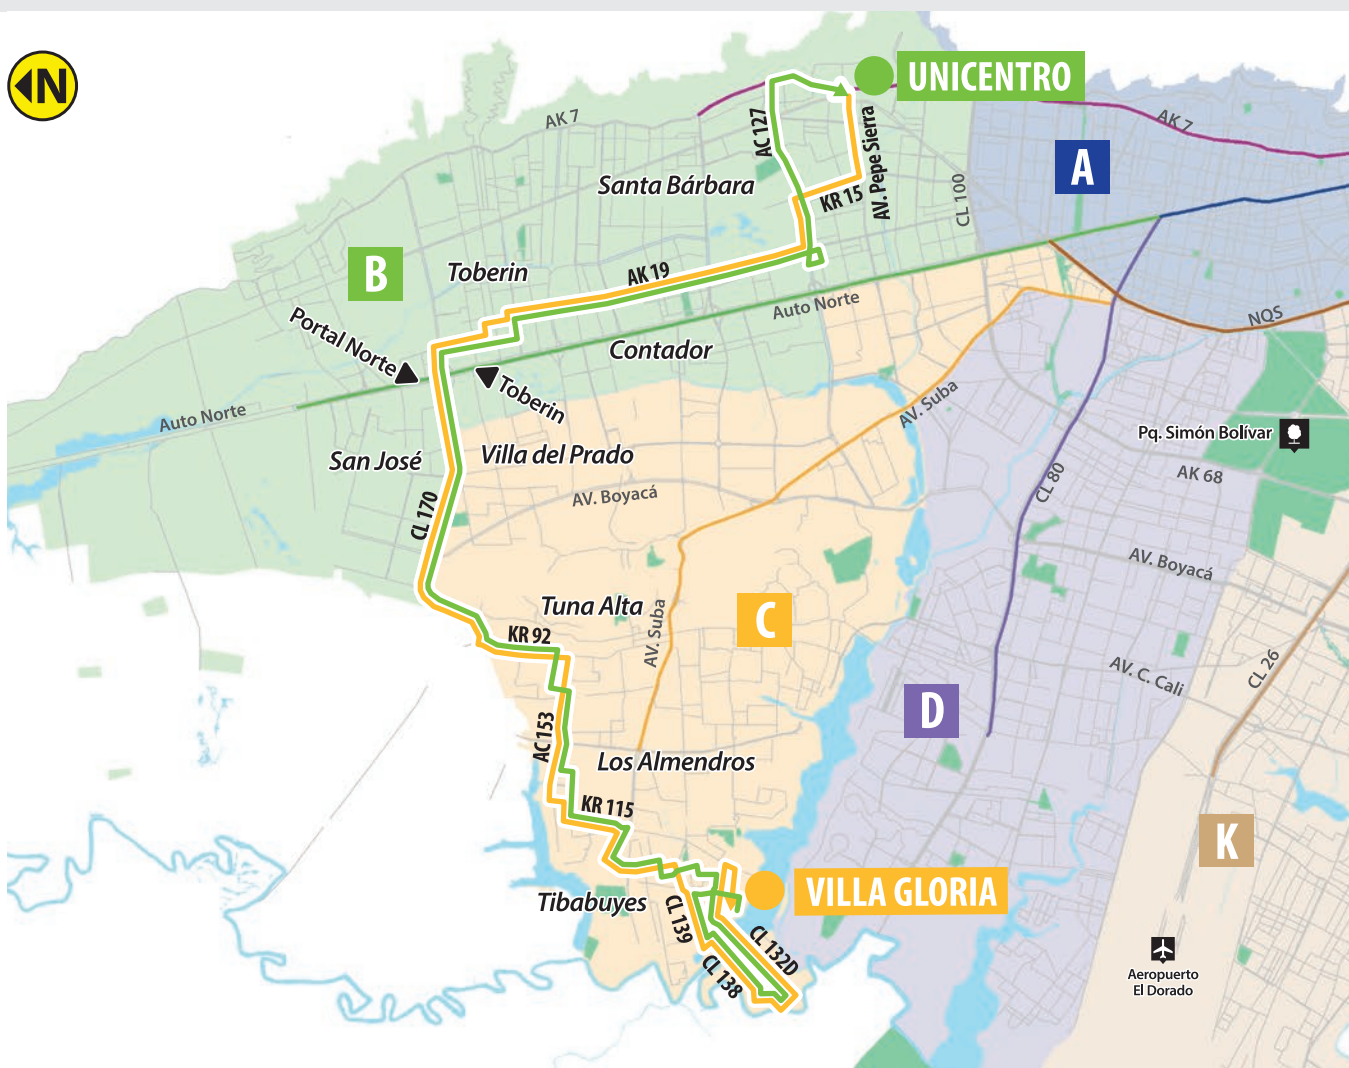 N
UNICENTRO
AK 7
AC 127
AV. Pepe Sierra
AK 7
A
Santa Bárbara
KR 15
CL 100
B
Toberin
AK 19
Auto Norte
NQS
Portal Norte
Contador
Toberin
Auto Norte
AV. Suba
Pq. Simón Bolívar
San José
Villa del Prado
AK 68
CL 80
AV. Boyacá
CL 170
AV. Boyacá
Tuna Alta
C
KR 92
AV. Suba
AV. C. Cali
CL 26
D
AC 153
Los Almendros
KR 115
K
VILLA GLORIA
Tibabuyes
CL 139
CL 132D
CL 138
Aeropuerto
El Dorado